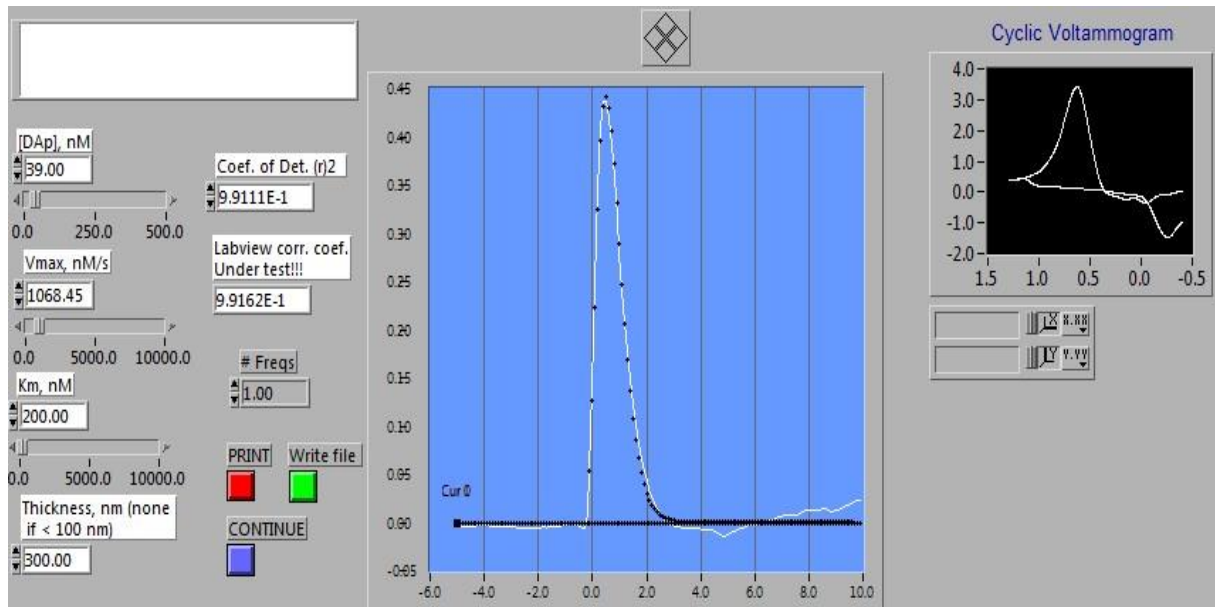 [DAp], nM
39.00
0.0 250.0 500.0
Vmax, nM/s
1068.45
0.0 5000.0 10000.0
Km, nM
200.00
0.0 5000.0 10000.0
Thickness, nm (none
if < 100 nm)
300.00
Coef. of Det. (r)2
9.9111E-1
Labview corr. coef.
Under test!!!
9.9162E-1
# Freqs
1.00
PRINT Write file
CONTINUE
0.45
0.40
0.35
0.30
0.25
0.20
0.15
0.10
0.05
0.00
-0.05
Cur 0
-6.0 -4.0 -2.0 0.0 2.0 4.0 6.0 8.0 10.0
Cyclic Voltammogram
4.0
3.0
2.0
1.0
0.0
-1.0
-2.0
1.5 1.0 0.5 0.0 -0.5
X X.XX
Y Y.YY